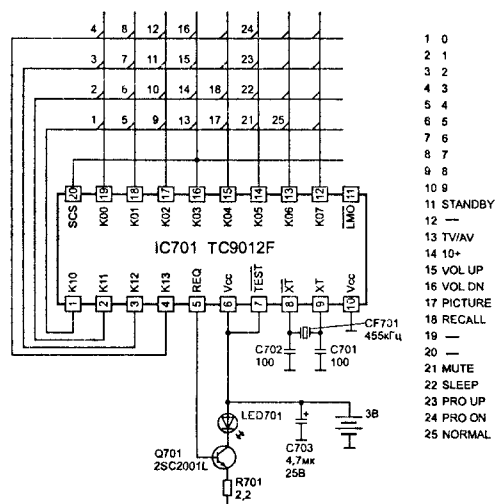 4 8 12 16 24
3 7 11 15 23
2 6 10 14 18 22
1 5 9 13 17 21 25
20 19 18 17 16 15 14 13 12 11
SCS K00 K01 K02 K03 K04 K05 K06 K07 LMO
IC701 TC9012F
K10 K11 K12 K13 REQ Vcc TEST XT XT Vcc
1 2 3 4 5 6 7 8 9 10
CF701
455кГц
C702
100
C701
100
LED701
3В
Q701
2SC2001L
C703
4,7мк
25В
R701
2,2
1 0
2 1
3 2
4 3
5 4
6 5
7 6
8 7
9 8
10 9
11 STANDBY
12 —
13 TV/AV
14 10+
15 VOL UP
16 VOL DN
17 PICTURE
18 RECALL
19 —
20 —
21 MUTE
22 SLEEP
23 PRO UP
24 PRO ON
25 NORMAL